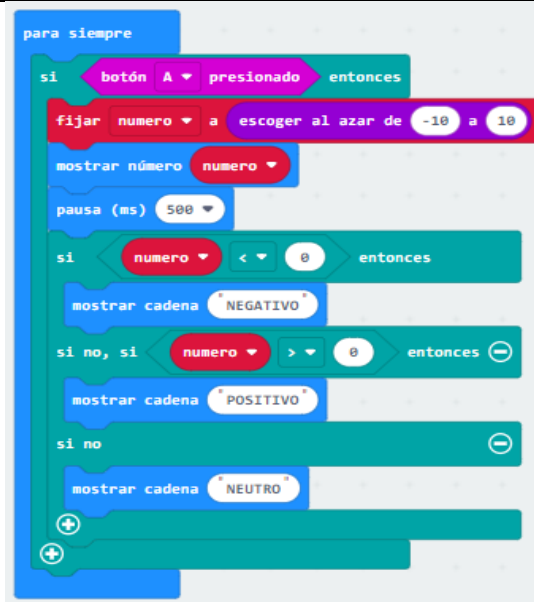 para siempre
si botón A presionado entonces
fijar numero a escoger al azar de -10 a 10
mostrar número numero
pausa (ms) 500
si numero < 0 entonces
mostrar cadena "NEGATIVO"
si no, si numero > 0 entonces
mostrar cadena "POSITIVO"
si no
mostrar cadena "NEUTRO"